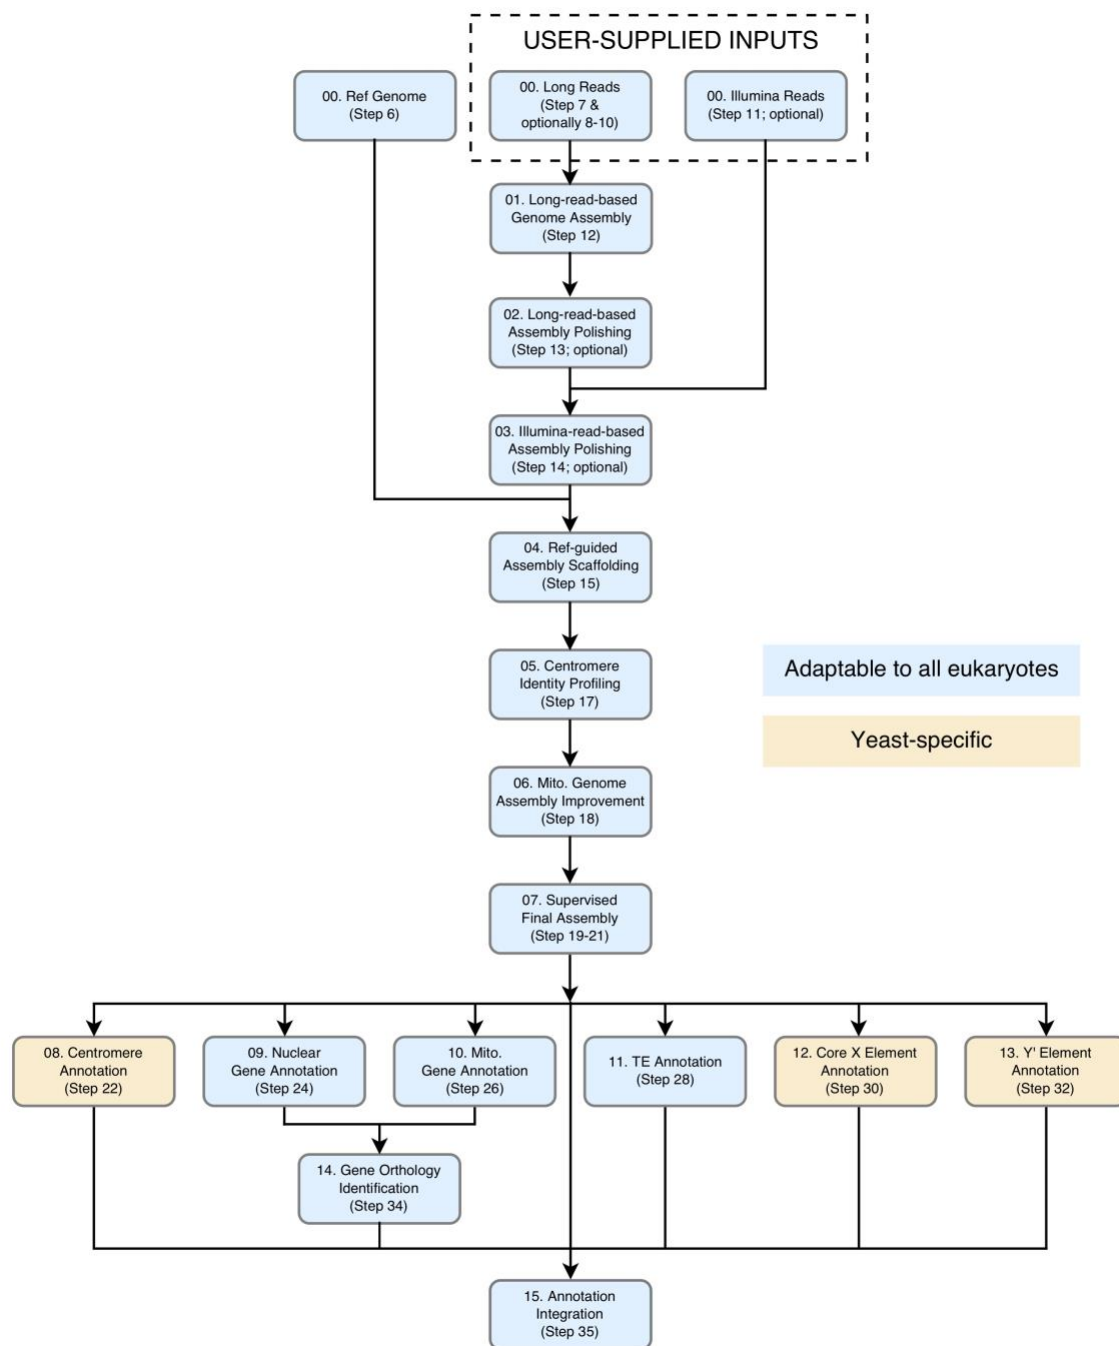 USER-SUPPLIED INPUTS
00. Ref Genome
(Step 6)
00. Long Reads
(Step 7 &
optionally 8-10)
00. Illumina Reads
(Step 11; optional)
01. Long-read-based
Genome Assembly
(Step 12)
02. Long-read-based
Assembly Polishing
(Step 13; optional)
03. Illumina-read-based
Assembly Polishing
(Step 14; optional)
04. Ref-guided
Assembly Scaffolding
(Step 15)
05. Centromere
Identity Profiling
(Step 17)
Adaptable to all eukaryotes
Yeast-specific
06. Mito. Genome
Assembly Improvement
(Step 18)
07. Supervised
Final Assembly
(Step 19-21)
08. Centromere
Annotation
(Step 22)
09. Nuclear
Gene Annotation
(Step 24)
10. Mito.
Gene Annotation
(Step 26)
11. TE Annotation
(Step 28)
12. Core X Element
Annotation
(Step 30)
13. Y' Element
Annotation
(Step 32)
14. Gene Orthology
Identification
(Step 34)
15. Annotation
Integration
(Step 35)